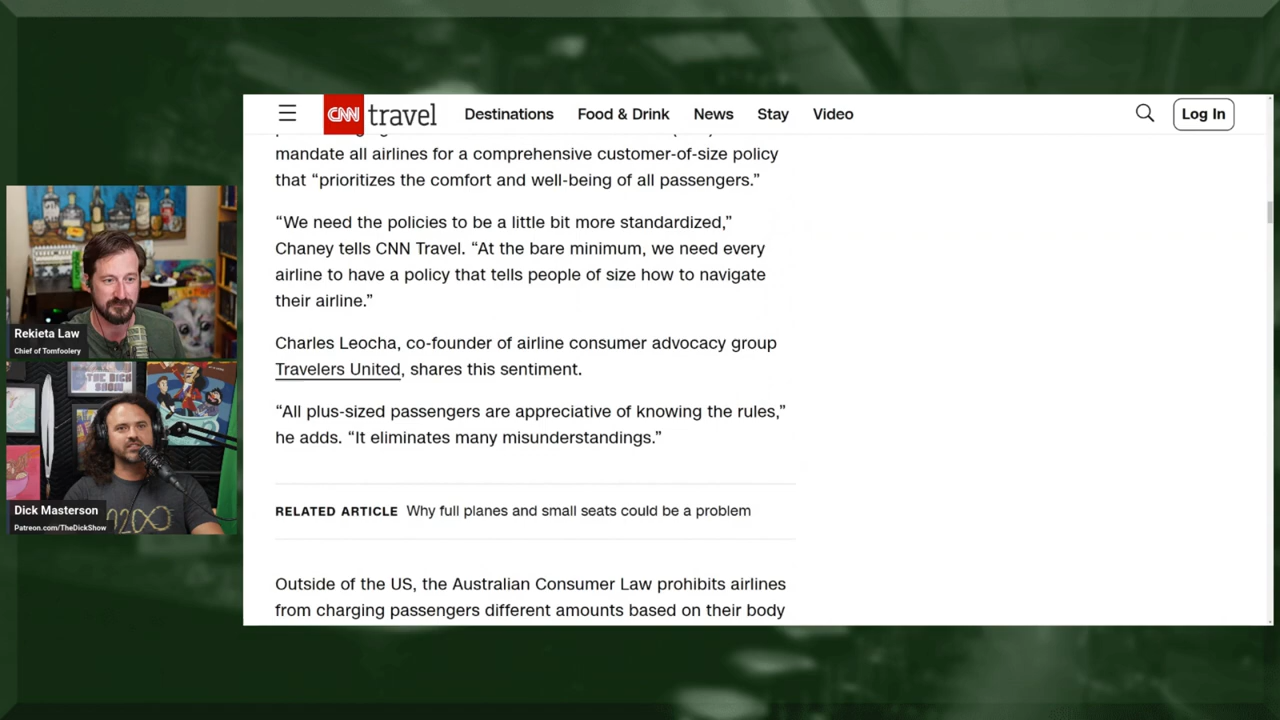 CNN travel Destinations Food & Drink News Stay Video Log In
mandate all airlines for a comprehensive customer-of-size policy
that “prioritizes the comfort and well-being of all passengers.”
“We need the policies to be a little bit more standardized,”
Chaney tells CNN Travel. “At the bare minimum, we need every
airline to have a policy that tells people of size how to navigate
their airline.”
Charles Leocha, co-founder of airline consumer advocacy group
Travelers United, shares this sentiment.
“All plus-sized passengers are appreciative of knowing the rules,”
he adds. “It eliminates many misunderstandings.”
RELATED ARTICLE Why full planes and small seats could be a problem
Outside of the US, the Australian Consumer Law prohibits airlines
from charging passengers different amounts based on their body
Rekieta Law
Chief of Tomfoolery
THE DICK
SHOW
Dick Masterson
Patreon.com/TheDickShow